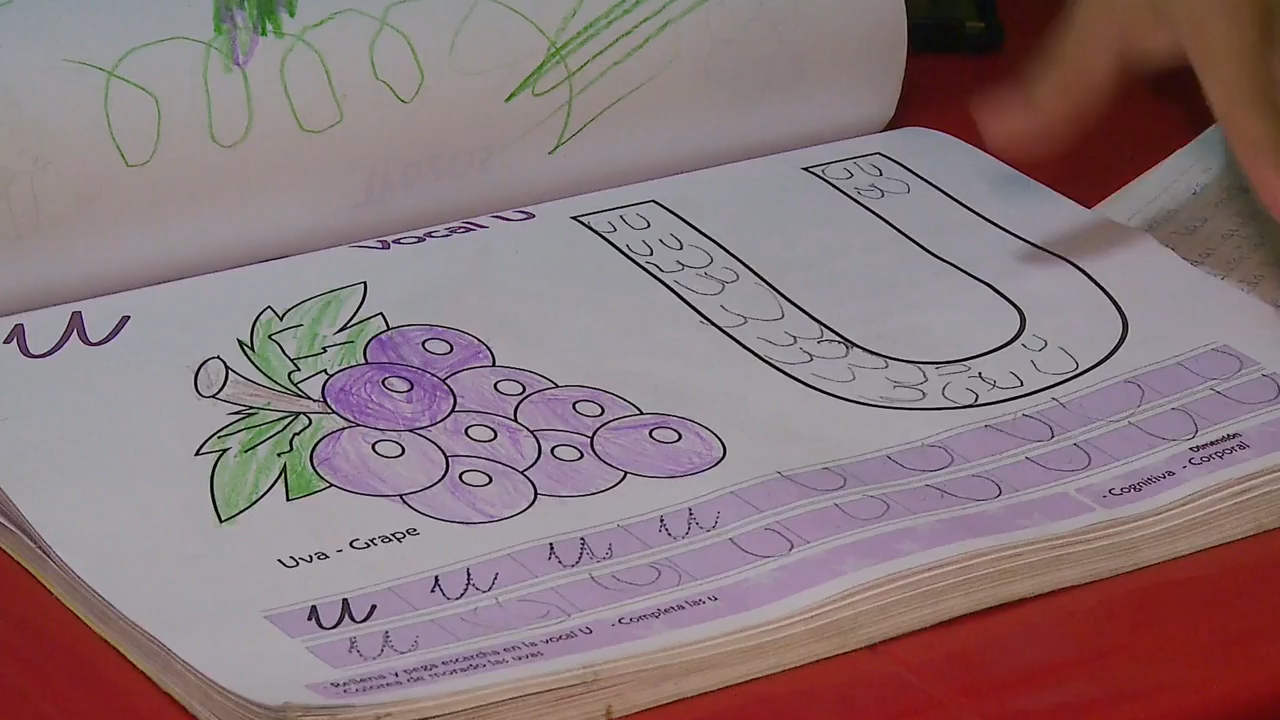 Vocal U
u
Uva - Grape
u u u u U U U U U
u U U U U U U U
Dimensión
- Cognitiva - Corporal
· Rellena y pega escarcha en la vocal U - Completa las u
· Colorea de morado las uvas